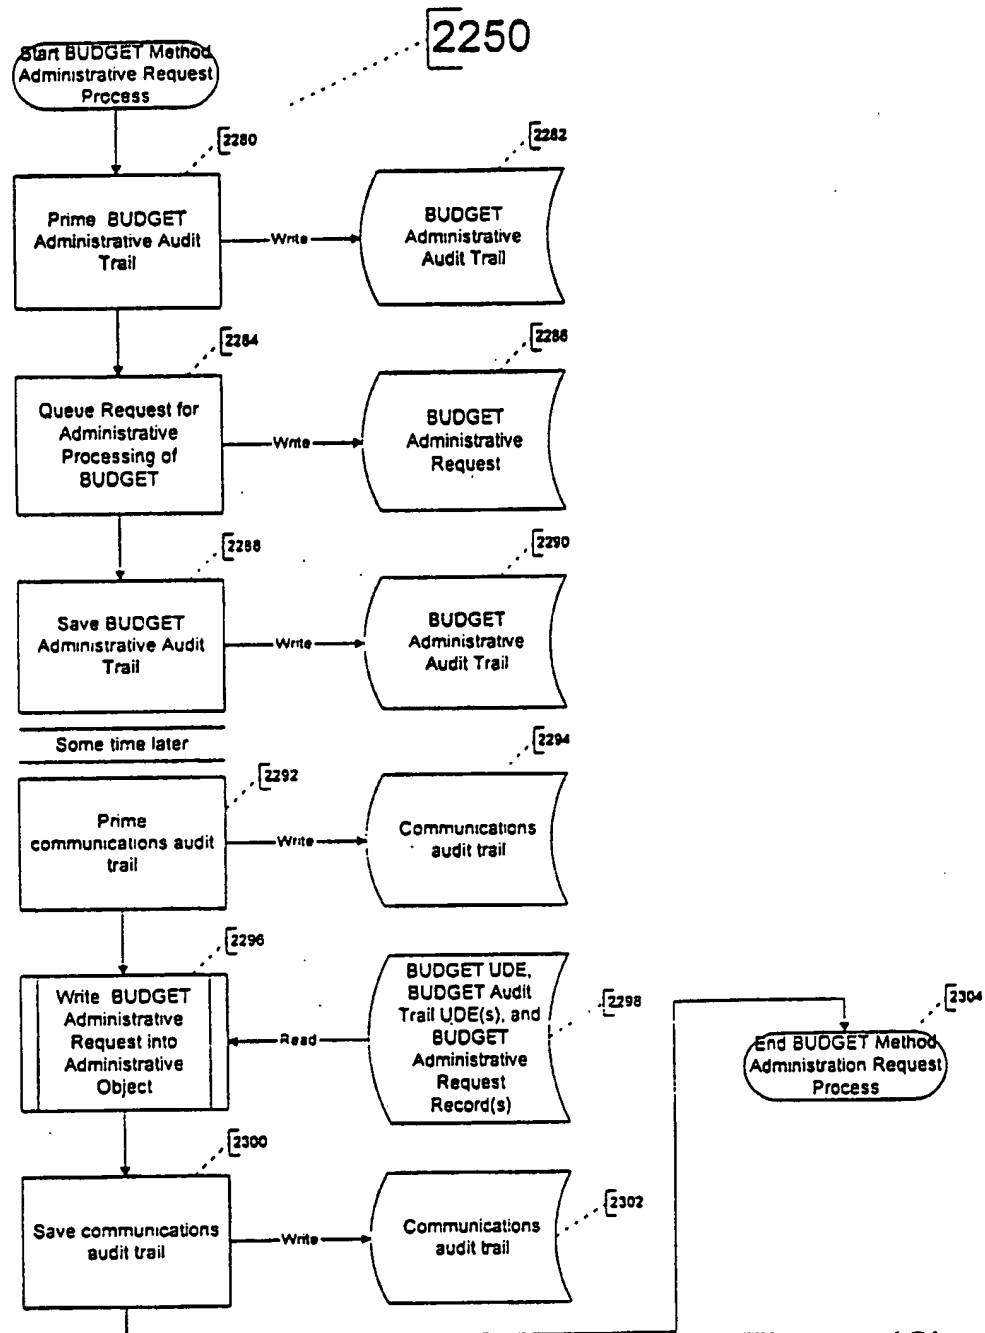 2250
Start BUDGET Method
Administrative Request
Process
2280
2282
Prime BUDGET
Administrative Audit
Trail
Write
BUDGET
Administrative
Audit Trail
2284
2286
Queue Request for
Administrative
Processing of
BUDGET
Write
BUDGET
Administrative
Request
2288
2290
Save BUDGET
Administrative Audit
Trail
Write
BUDGET
Administrative
Audit Trail
Some time later
2292
2294
Prime
communications audit
trail
Write
Communications
audit trail
2296
2298
Write BUDGET
Administrative
Request into
Administrative
Object
Read
BUDGET UDE,
BUDGET Audit
Trail UDE(s), and
BUDGET
Administrative
Request
Record(s)
2304
End BUDGET Method
Administration Request
Process
2300
2302
Save communications
audit trail
Write
Communications
audit trail